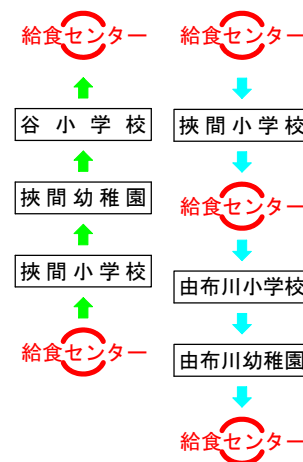 給食センター
谷小学校
挾間幼稚園
挾間小学校
給食センター
給食センター
挾間小学校
給食センター
由布川小学校
由布川幼稚園
給食センター